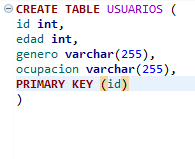 CREATE TABLE USUARIOS (
id int,
edad int,
genero varchar(255),
ocupacion varchar(255),
PRIMARY KEY (id)
)